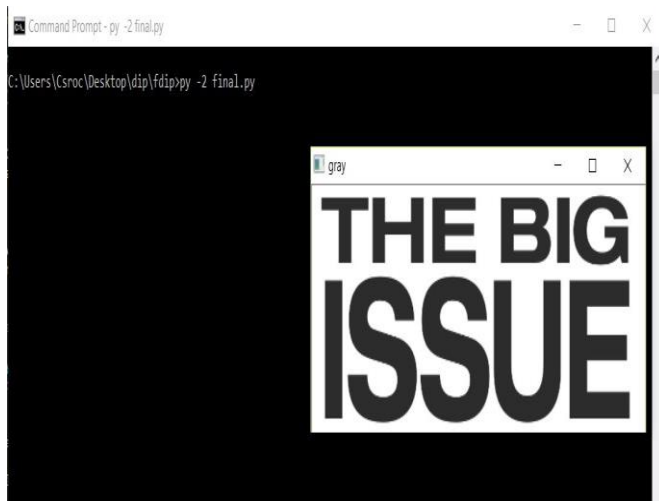 Command Prompt - py -2 final.py
C:\Users\Csroc\Desktop\dip\fdip>py -2 final.py
gray
THE BIG
ISSUE